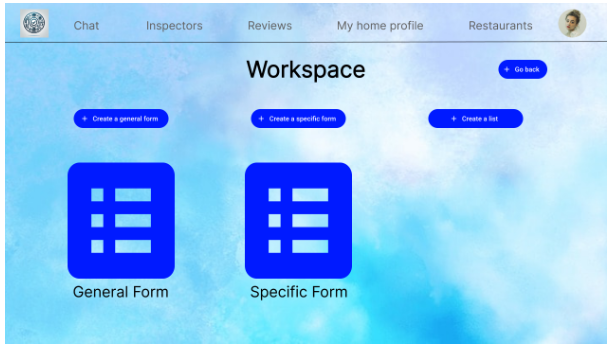 Chat Inspectors Reviews My home profile Restaurants
Workspace
+ Go back
+ Create a general form + Create a specific form + Create a list
General Form Specific Form